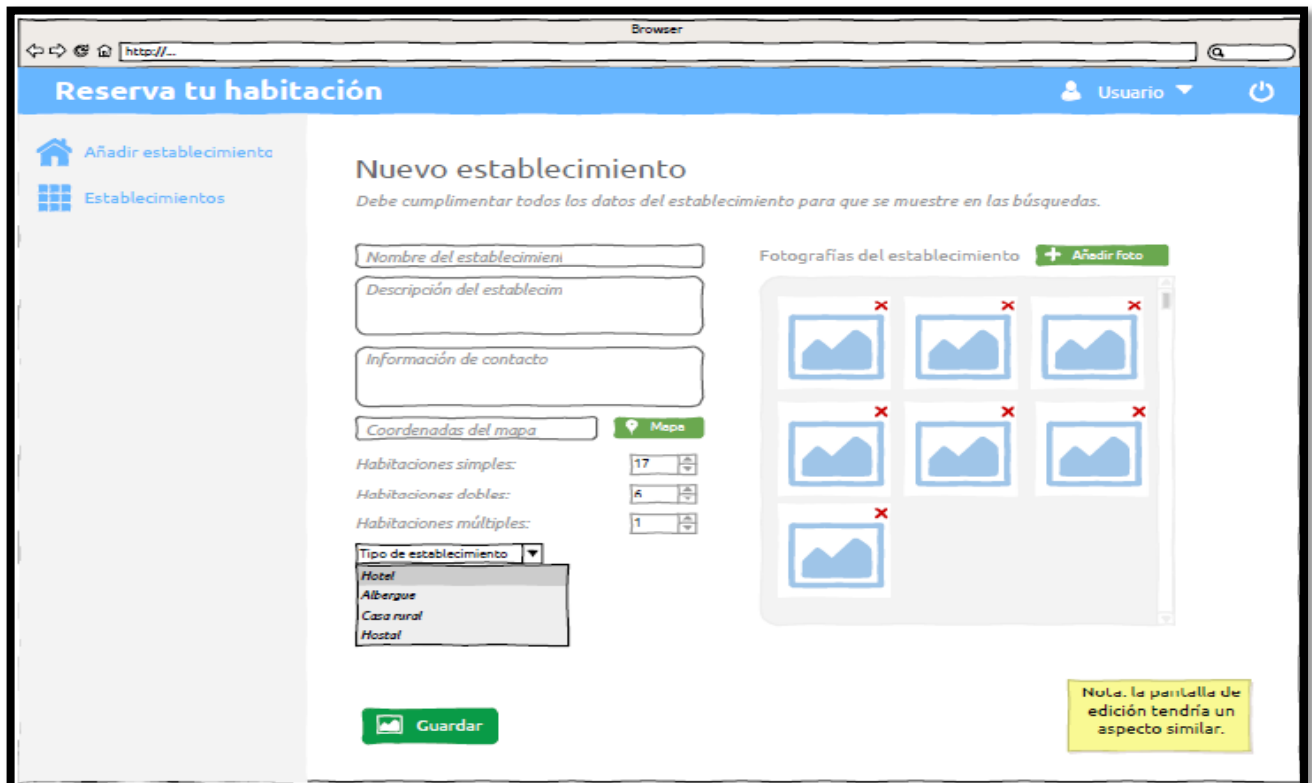 Browser
http://...
Reserva tu habitación
Usuario
Añadir establecimiento
Establecimientos
Nuevo establecimiento
Debe cumplimentar todos los datos del establecimiento para que se muestre en las búsquedas.
Nombre del establecimient
Descripción del establecim
Información de contacto
Coordenadas del mapa
Mapa
Habitaciones simples:
17
Habitaciones dobles:
6
Habitaciones múltiples:
1
Tipo de establecimiento
Hotel
Albergue
Casa rural
Hostal
Guardar
Fotografías del establecimiento
Añadir foto
Nota. la pantalla de
edición tendría un
aspecto similar.